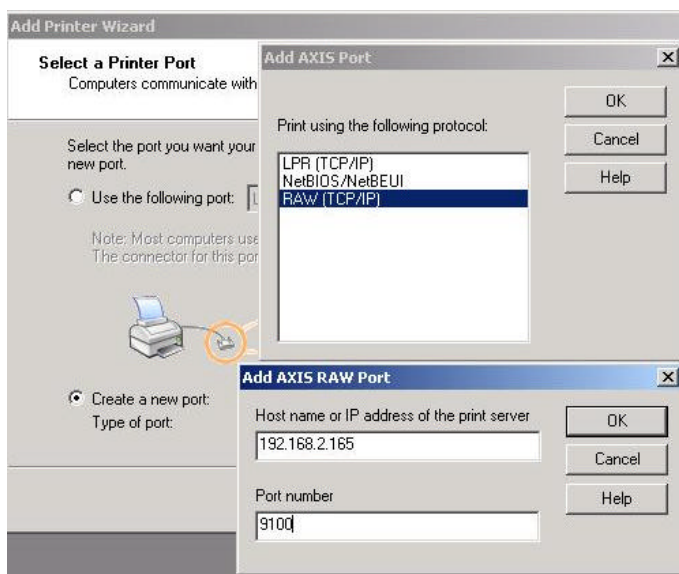 Add Printer Wizard
Select a Printer Port
Computers communicate with
Select the port you want your
new port.
Use the following port:
Note: Most computers use
The connector for this por
Create a new port:
Type of port:
Add AXIS Port
Print using the following protocol:
LPR (TCP/IP)
NetBIOS/NetBEUI
RAW (TCP/IP)
OK
Cancel
Help
Add AXIS RAW Port
Host name or IP address of the print server
192.168.2.165
Port number
9100
OK
Cancel
Help